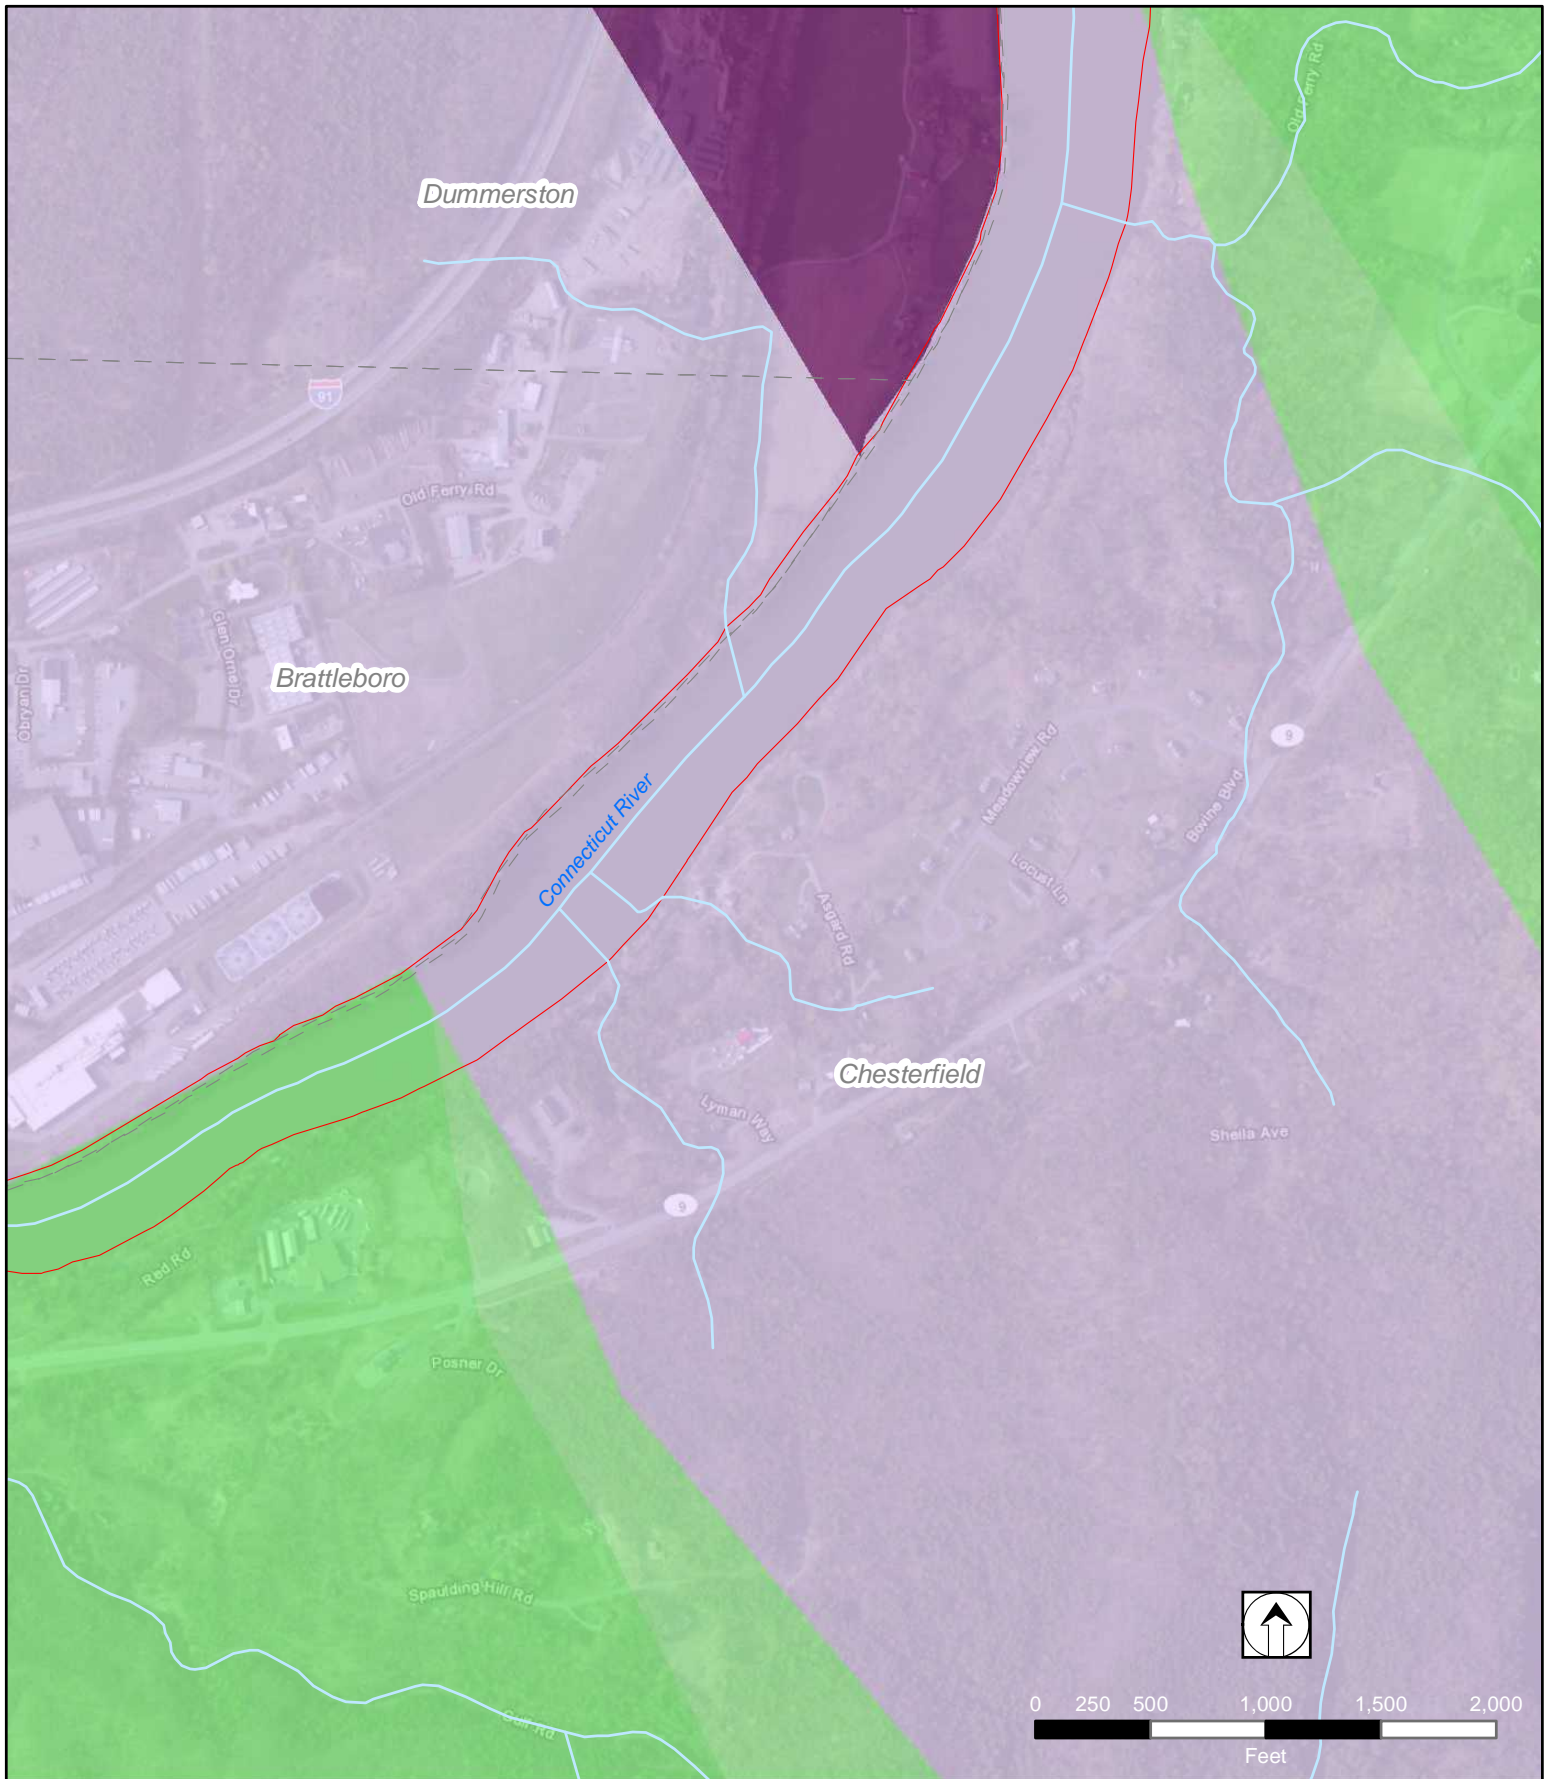 Old Ferry Rd
Dummerston
91
Old Ferry Rd
Glen Orne Dr
Brattleboro
Obryan Dr
9
Meadowview Rd
Connecticut River
Bovine Blvd
Locust Ln
Asgard Rd
Chesterfield
Lyman Way
Sheila Ave
9
Red Rd
Posner Dr
Spaulding Hill Rd
Gulf Rd
0 250 500 1,000 1,500 2,000
Feet